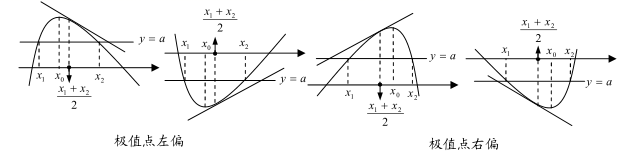 y = a
x₁ x₀ x₂
(x₁ + x₂)/2
(x₁ + x₂)/2
x₁ x₀ x₂
y = a
极值点左偏
y = a
x₁ x₀ x₂
(x₁ + x₂)/2
(x₁ + x₂)/2
x₁ x₀ x₂
y = a
极值点右偏